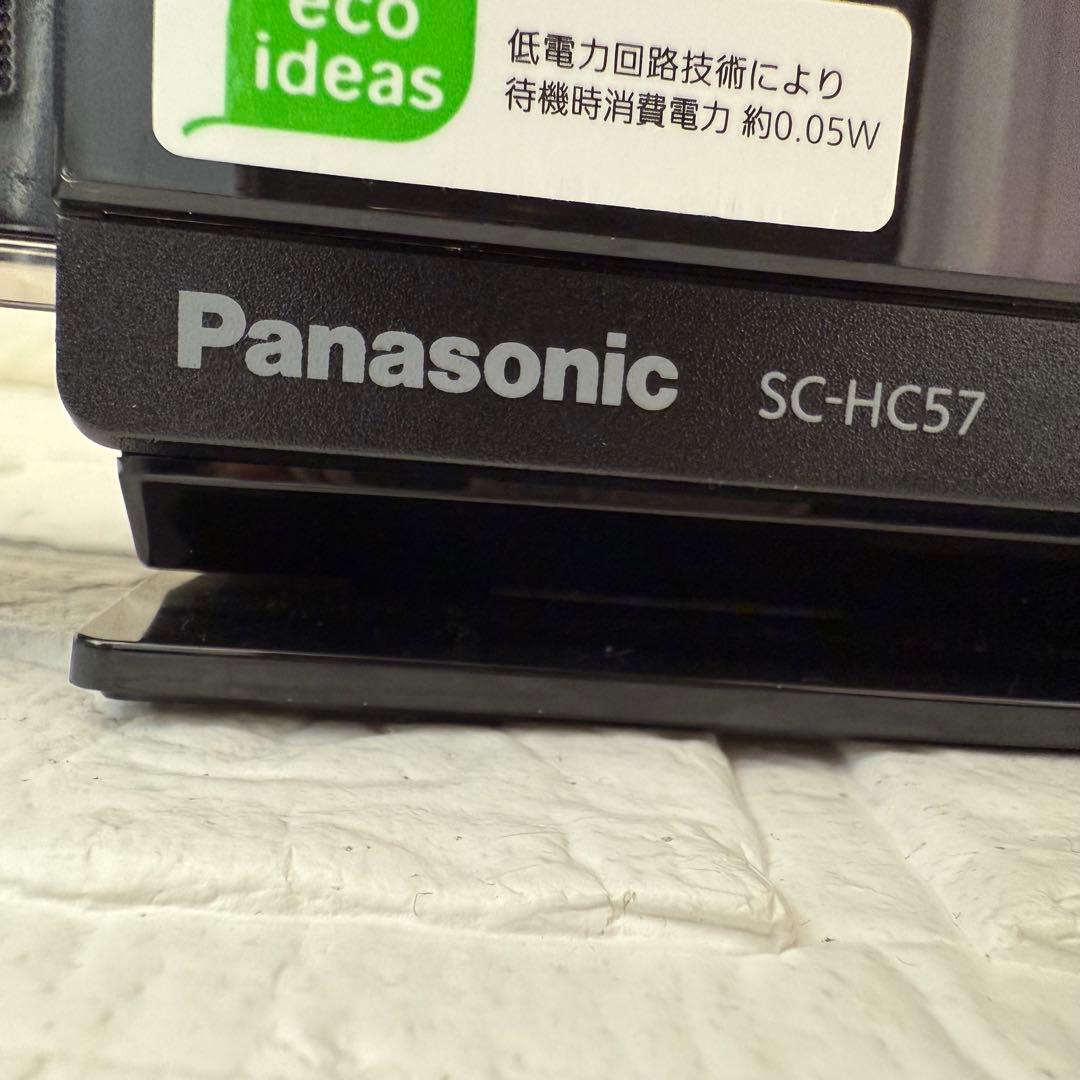 eco
ideas
低電力回路技術により
待機時消費電力 約0.05W
Panasonic SC-HC57